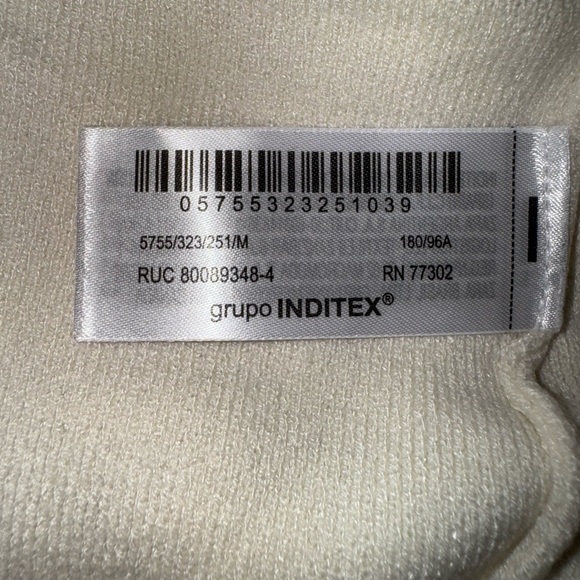 05755323251039
5755/323/251/M 180/96A
RUC 80089348-4 RN 77302
grupo INDITEX®